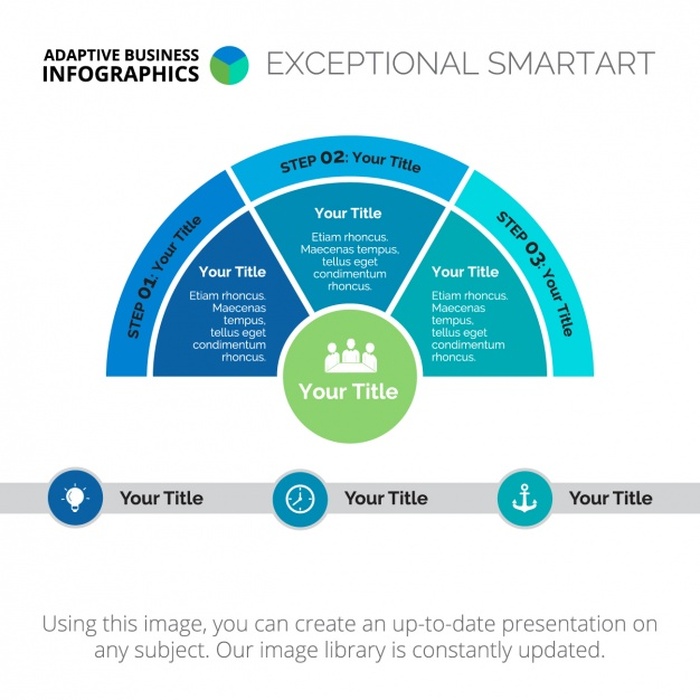 ADAPTIVE BUSINESS
INFOGRAPHICS
EXCEPTIONAL SMARTART
STEP 01: Your Title
STEP 02: Your Title
STEP 03: Your Title
Your Title
Etiam rhoncus.
Maecenas
tempus,
tellus eget
condimentum
rhoncus.
Your Title
Etiam rhoncus.
Maecenas tempus,
tellus eget
condimentum
rhoncus.
Your Title
Etiam rhoncus.
Maecenas
tempus,
tellus eget
condimentum
rhoncus.
Your Title
Your Title
Your Title
Your Title
Using this image, you can create an up-to-date presentation on
any subject. Our image library is constantly updated.